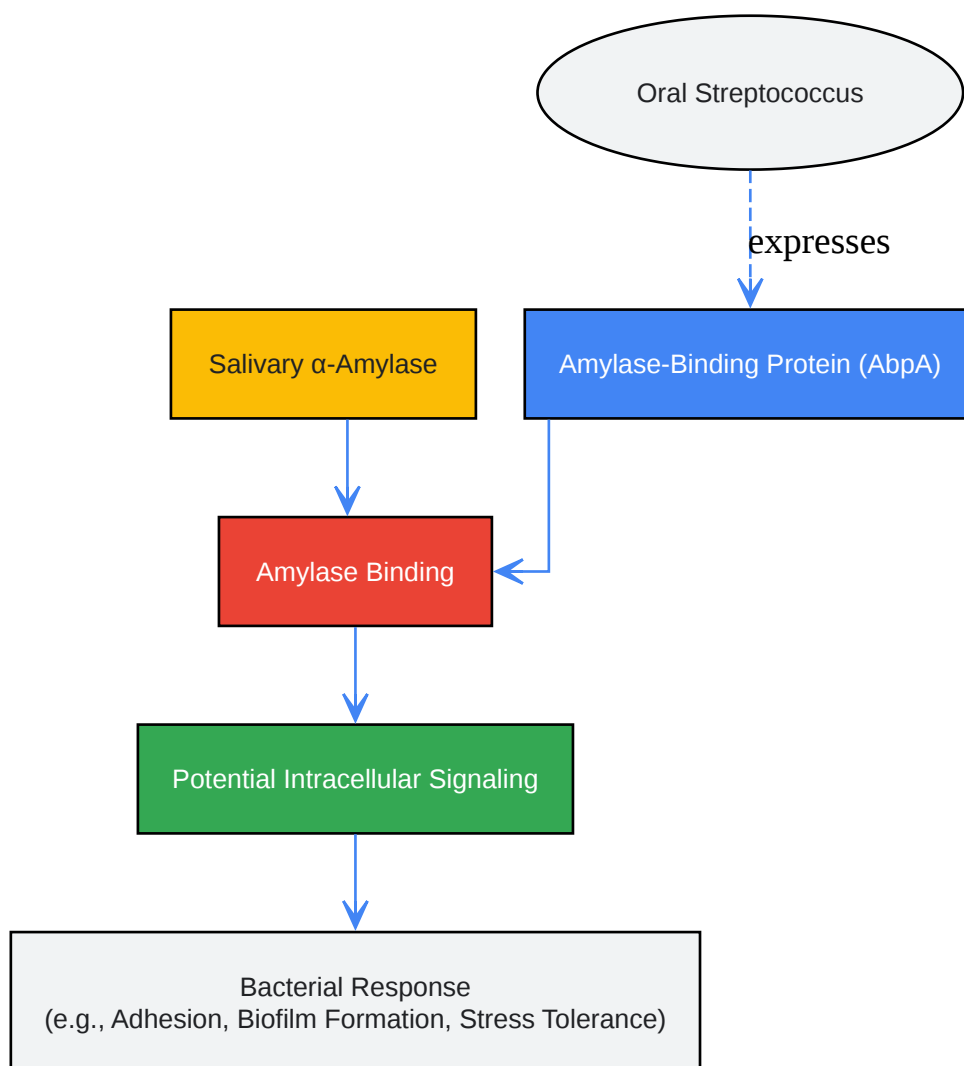 Oral Streptococcus
expresses
Salivary α-Amylase
Amylase-Binding Protein (AbpA)
Amylase Binding
Potential Intracellular Signaling
Bacterial Response
(e.g., Adhesion, Biofilm Formation, Stress Tolerance)